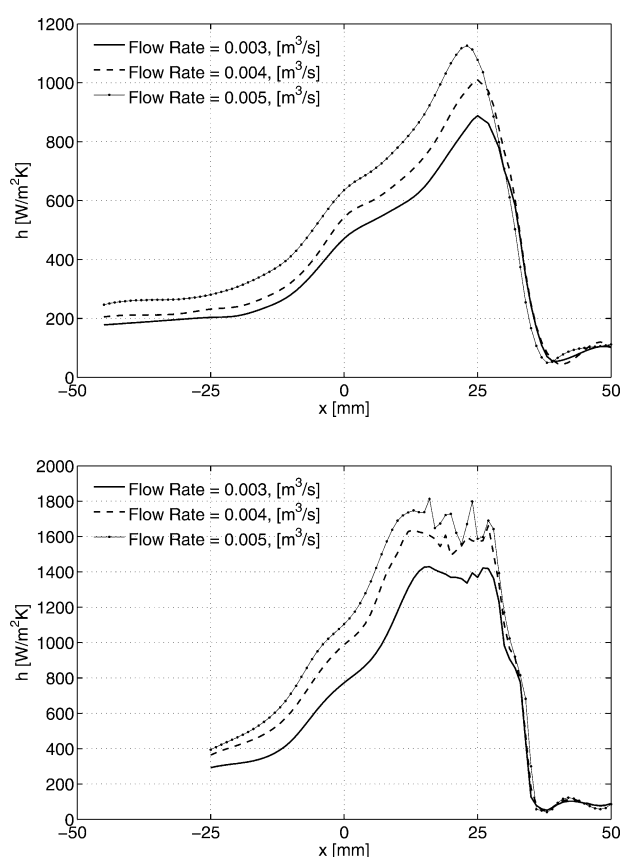 1200
1000
800
600
400
200
0
h [W/m²K]
Flow Rate = 0.003, [m³/s]
Flow Rate = 0.004, [m³/s]
Flow Rate = 0.005, [m³/s]
−50 −25 0 25 50
x [mm]
2000
1800
1600
1400
1200
1000
800
600
400
200
0
h [W/m²K]
Flow Rate = 0.003, [m³/s]
Flow Rate = 0.004, [m³/s]
Flow Rate = 0.005, [m³/s]
−50 −25 0 25 50
x [mm]